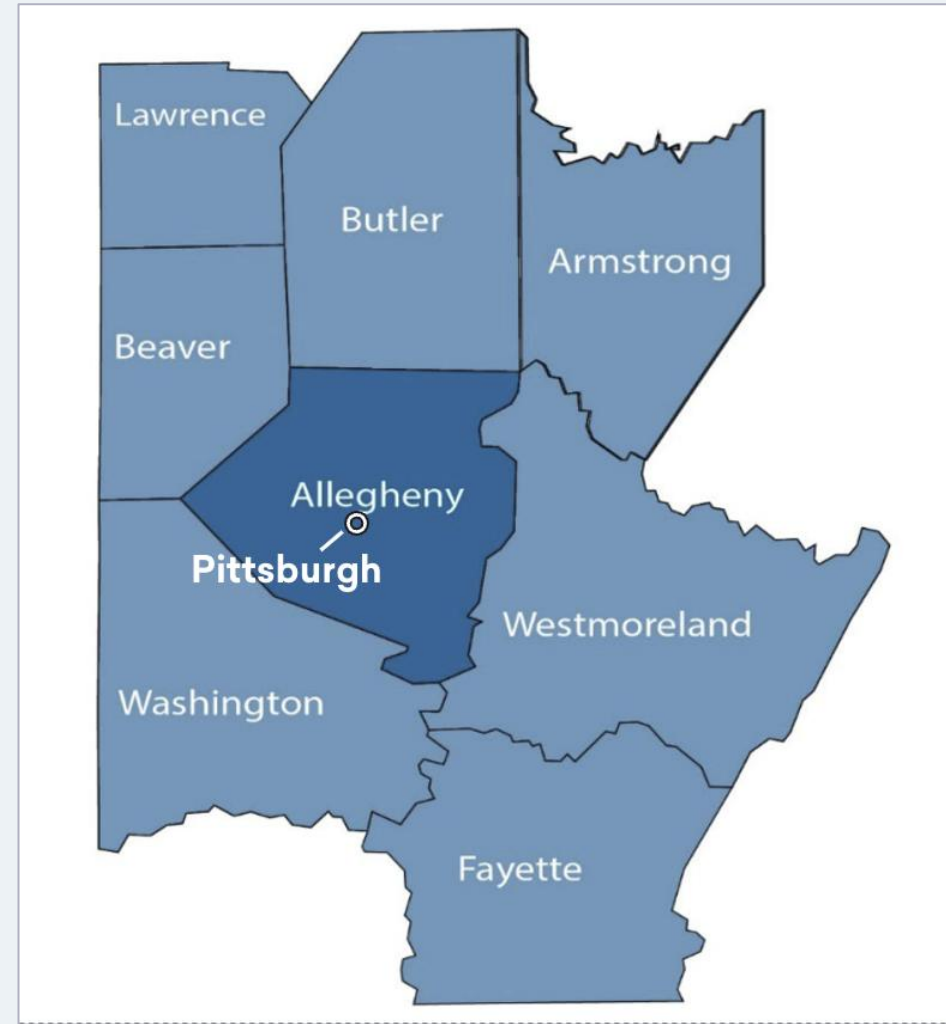 Lawrence
Butler
Armstrong
Beaver
Allegheny
Pittsburgh
Westmoreland
Washington
Fayette